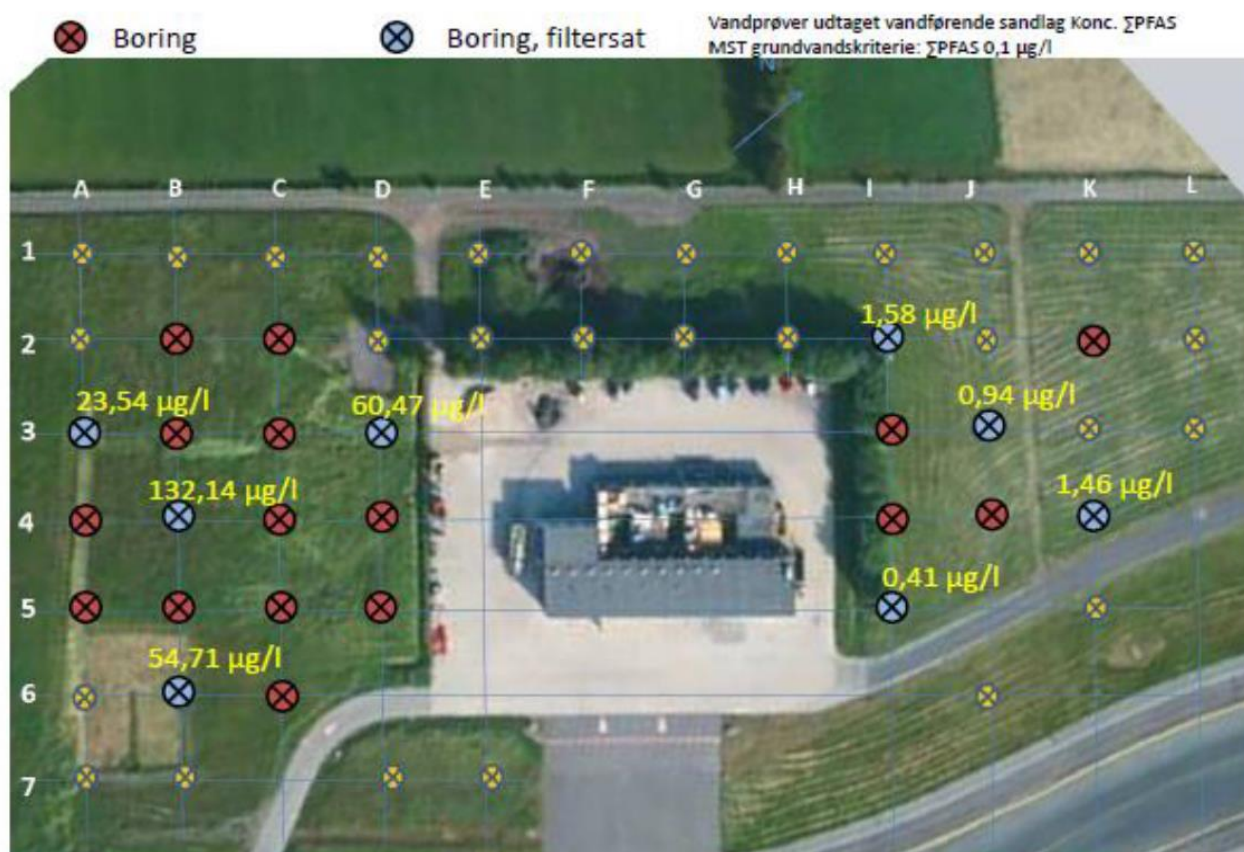 Boring
Boring, filtersat
Vandprøver udtaget vandførende sandlag Konc. ∑PFAS
MST grundvandskriterie: ∑PFAS 0,1 µg/l
N
A B C D E F G H I J K L
1
1,58 µg/l
2
23,54 µg/l 60,47 µg/l 0,94 µg/l
3
132,14 µg/l 1,46 µg/l
4
0,41 µg/l
5
54,71 µg/l
6
7